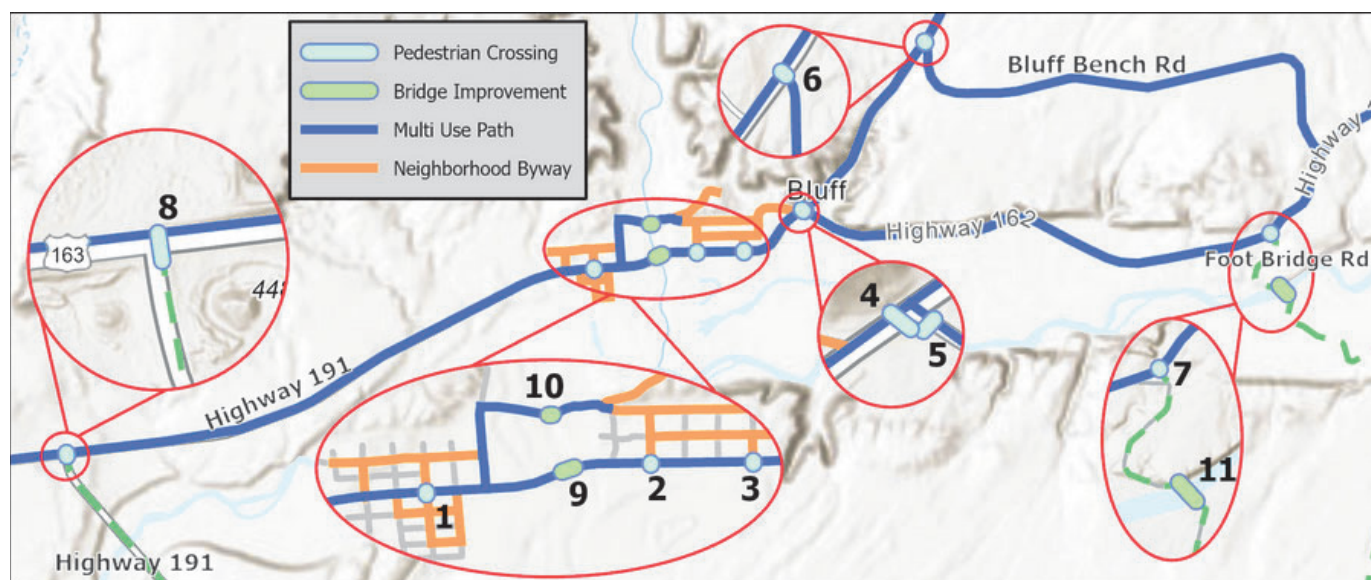 Pedestrian Crossing
Bridge Improvement
Multi Use Path
Neighborhood Byway
6
Bluff Bench Rd
Highway
8
163
Bluff
Highway 162
Foot Bridge Rd
4
5
7
10
Highway 191
11
9
2
3
1
Highway 191